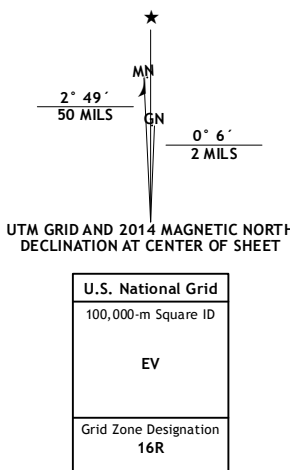 ★
MN
2° 49´
50 MILS
GN
0° 6´
2 MILS
UTM GRID AND 2014 MAGNETIC NORTH
DECLINATION AT CENTER OF SHEET
U.S. National Grid
100,000-m Square ID
EV
Grid Zone Designation
16R